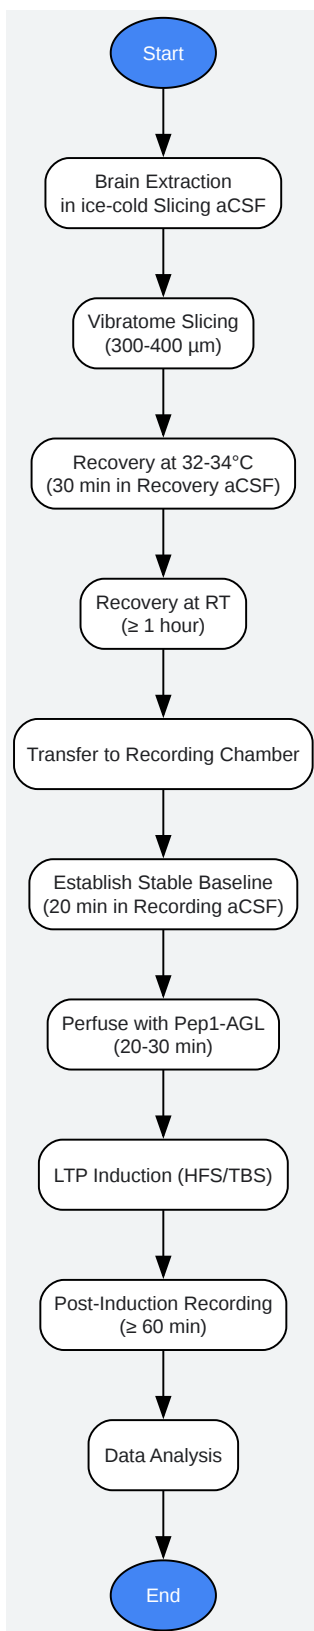 Start
Brain Extraction
in ice-cold Slicing aCSF
Vibratome Slicing
(300-400 µm)
Recovery at 32-34°C
(30 min in Recovery aCSF)
Recovery at RT
(≥ 1 hour)
Transfer to Recording Chamber
Establish Stable Baseline
(20 min in Recording aCSF)
Perfuse with Pep1-AGL
(20-30 min)
LTP Induction (HFS/TBS)
Post-Induction Recording
(≥ 60 min)
Data Analysis
End